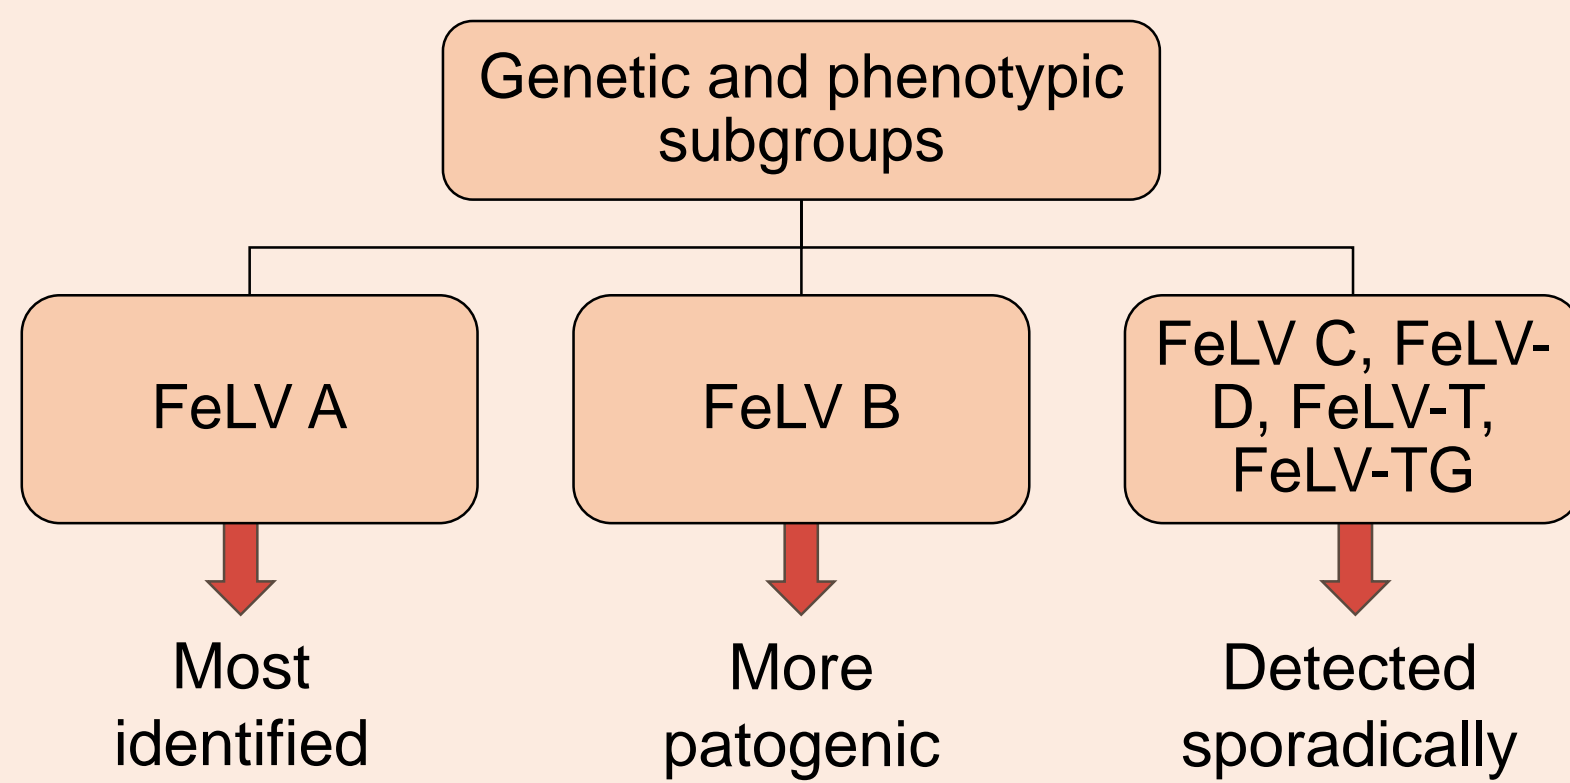 Genetic and phenotypic
subgroups
FeLV A
FeLV B
FeLV C, FeLV-
D, FeLV-T,
FeLV-TG
Most
identified
More
patogenic
Detected
sporadically